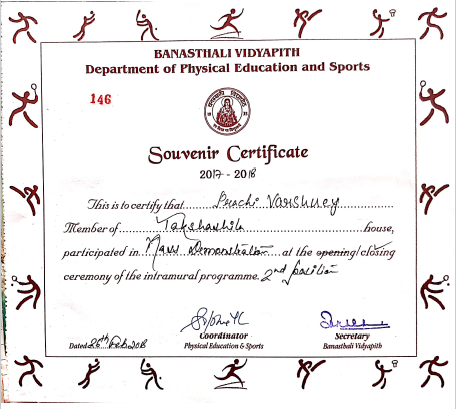 BANASTHALI VIDYAPITH
Department of Physical Education and Sports
146
Souvenir Certificate
2017 - 2018
This is to certify that Prachi Varshney
Member of Takshashila house,
participated in Mass Demonstration at the opening/closing
ceremony of the intramural programme. 2nd position
Coordinator
Physical Education & Sports
Secretary
Banasthali Vidyapith
Dated 26th Feb 2018